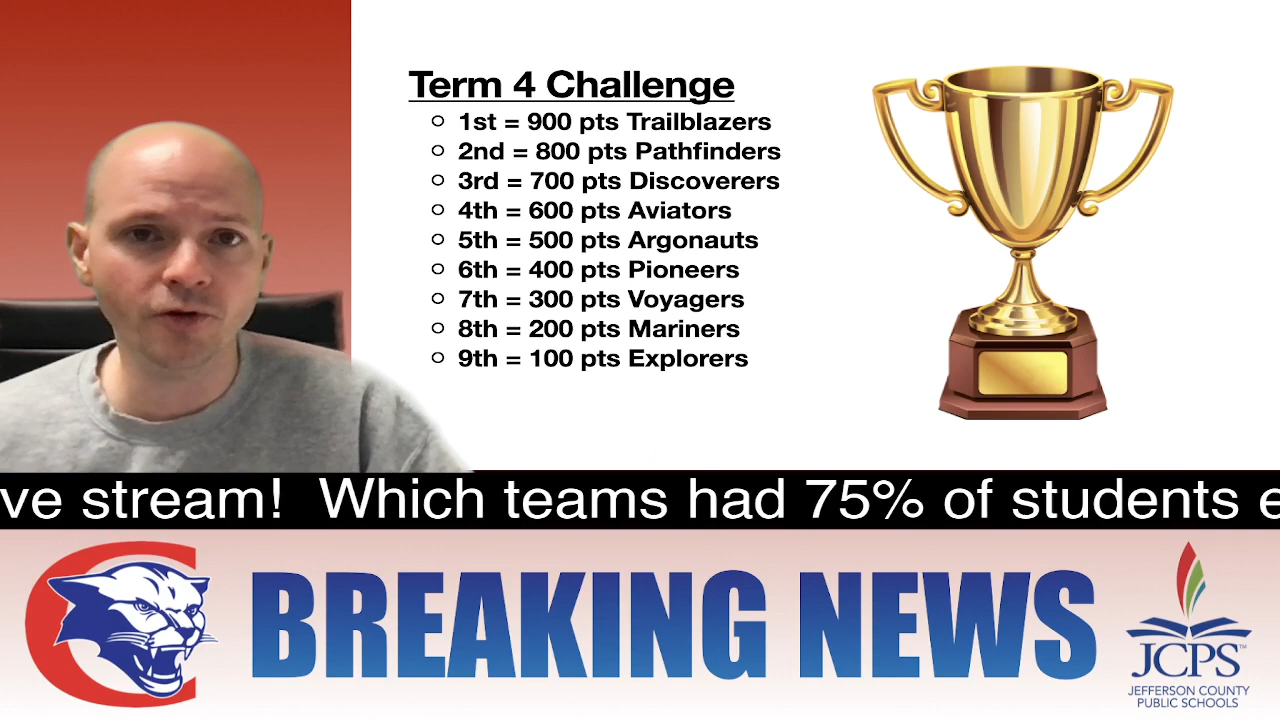 Term 4 Challenge
1st = 900 pts Trailblazers
2nd = 800 pts Pathfinders
3rd = 700 pts Discoverers
4th = 600 pts Aviators
5th = 500 pts Argonauts
6th = 400 pts Pioneers
7th = 300 pts Voyagers
8th = 200 pts Mariners
9th = 100 pts Explorers
ve stream! Which teams had 75% of students e
C
BREAKING NEWS
JCPS™
JEFFERSON COUNTY
PUBLIC SCHOOLS